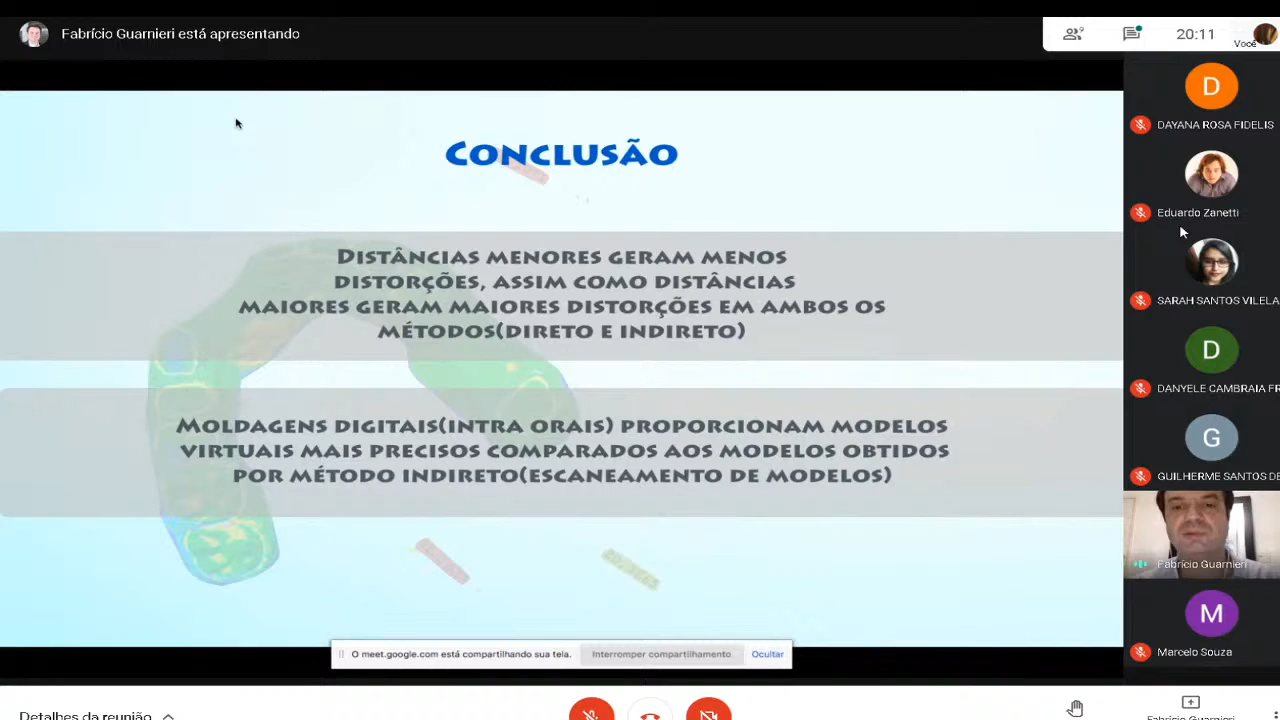 Fabrício Guarnieri está apresentando
9
20:11
Você
CONCLUSÃO
DISTÂNCIAS MENORES GERAM MENOS
DISTORÇÕES, ASSIM COMO DISTÂNCIAS
MAIORES GERAM MAIORES DISTORÇÕES EM AMBOS OS
MÉTODOS(DIRETO E INDIRETO)
MOLDAGENS DIGITAIS(INTRA ORAIS) PROPORCIONAM MODELOS
VIRTUAIS MAIS PRECISOS COMPARADOS AOS MODELOS OBTIDOS
POR MÉTODO INDIRETO(ESCANEAMENTO DE MODELOS)
O meet.google.com está compartilhando sua tela.
Interromper compartilhamento
Ocultar
D
DAYANA ROSA FIDELIS
Eduardo Zanetti
SARAH SANTOS VILELA
D
DANYELE CAMBRAIA FR
G
GUILHERME SANTOS DE
Fabrício Guarnieri
M
Marcelo Souza
Detalhes da reunião
Fabrício Guarnieri